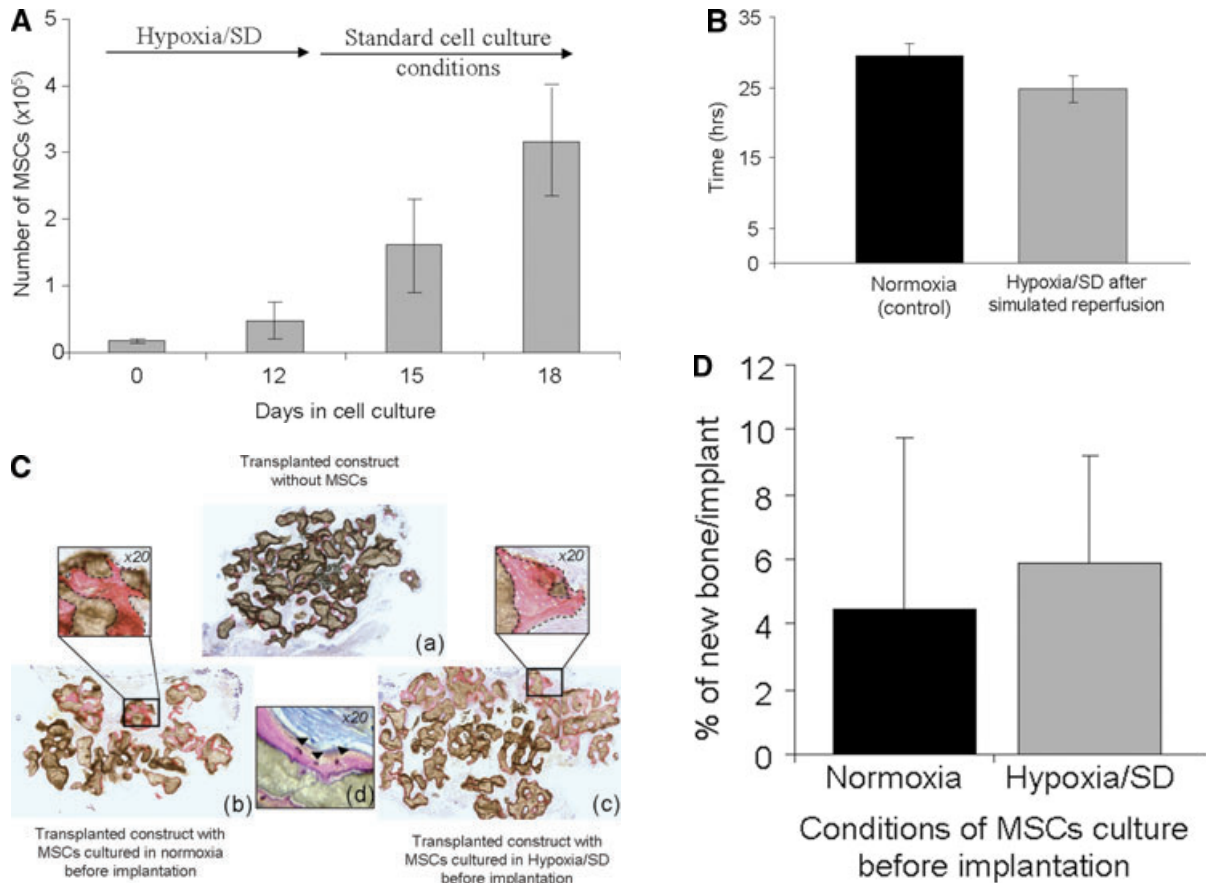 A
5
4
3
2
1
0
Number of MSCs (x10⁵)
Hypoxia/SD
Standard cell culture
conditions
0
12
15
18
Days in cell culture
B
35
25
15
5
0
Time (hrs)
Normoxia
(control)
Hypoxia/SD after
simulated reperfusion
C
Transplanted construct
without MSCs
x20
x20
(a)
x20
(b)
(d)
(c)
Transplanted construct with
MSCs cultured in normoxia
before implantation
Transplanted construct with
MSCs cultured in Hypoxia/SD
before implantation
D
12
10
8
6
4
2
0
% of new bone/implant
Normoxia
Hypoxia/SD
Conditions of MSCs culture
before implantation